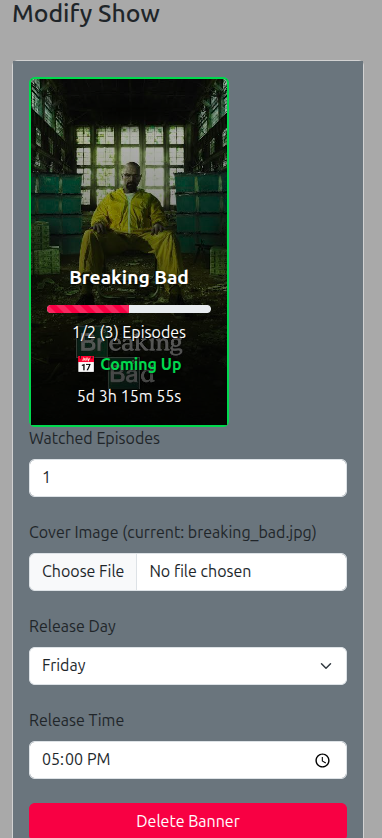 Modify Show
Breaking Bad
1/2 (3) Episodes
Breaking
Bad
Coming Up
5d 3h 15m 55s
Watched Episodes
1
Cover Image (current: breaking_bad.jpg)
Choose File No file chosen
Release Day
Friday
Release Time
05:00 PM
Delete Banner